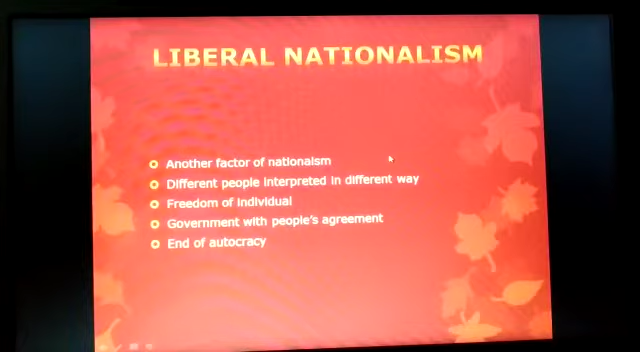 LIBERAL NATIONALISM
Another factor of nationalsm
Different people interpreted in different way
Freedom of individual
Government with people's agreement
End of autocracy